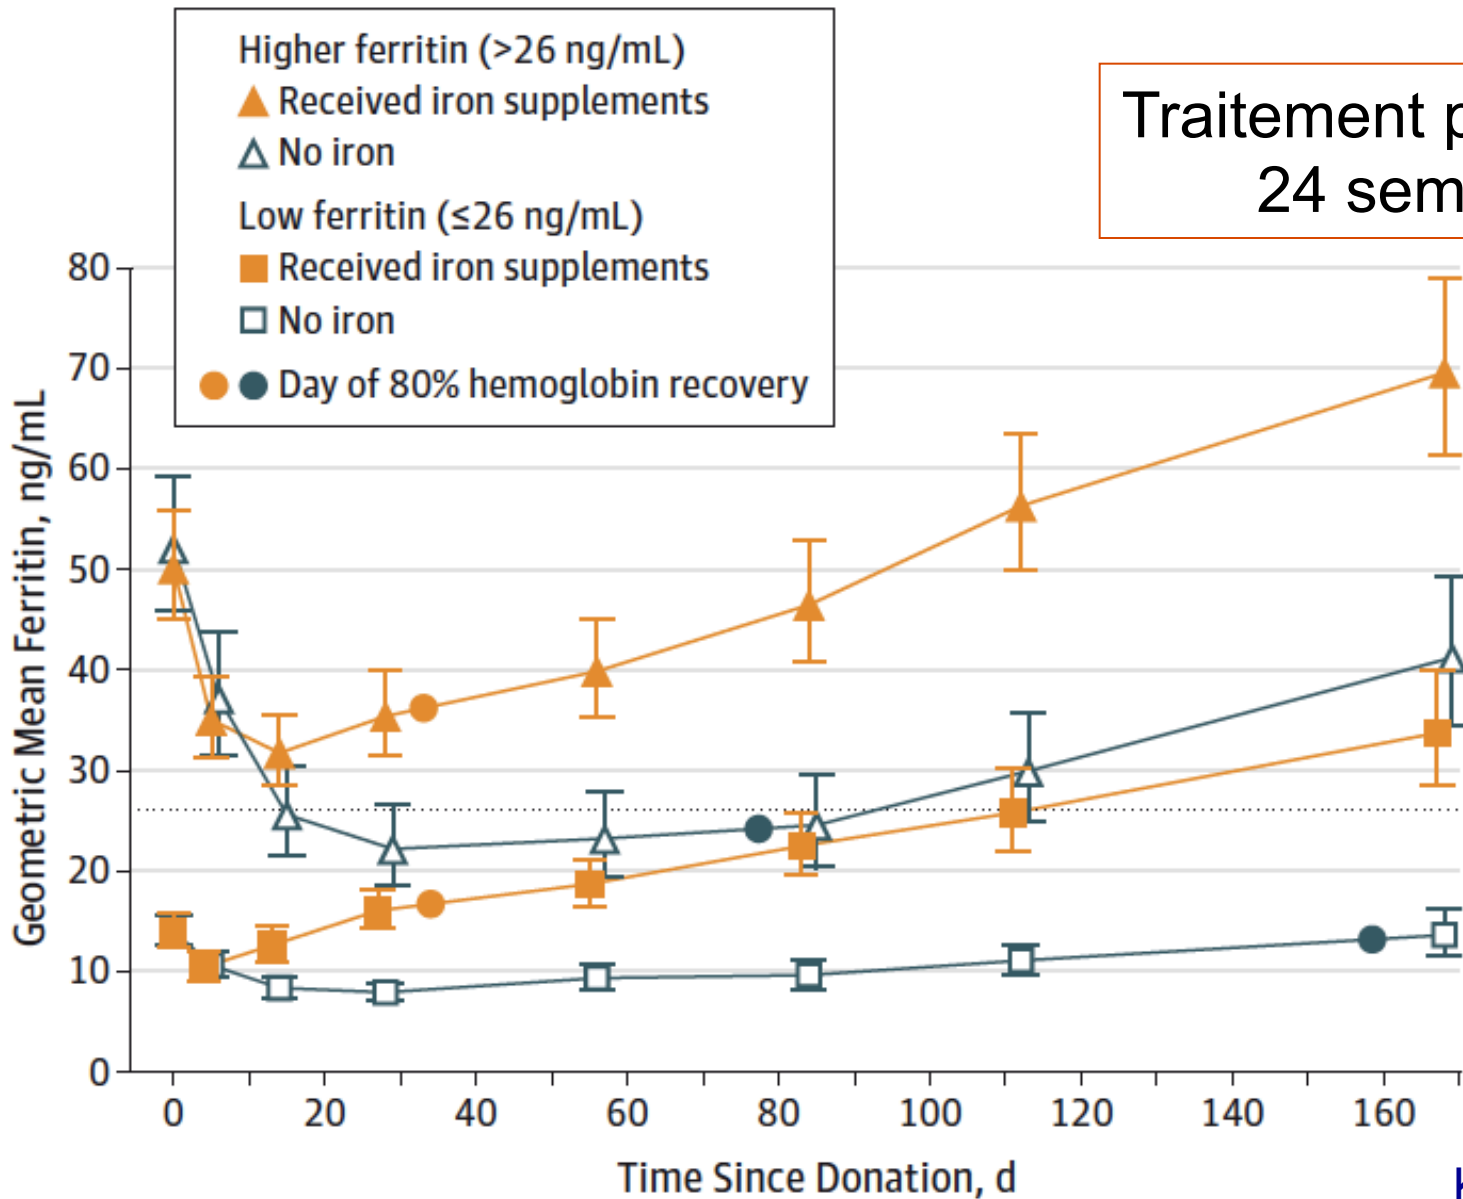 Higher ferritin (>26 ng/mL)
Received iron supplements
No iron
Low ferritin (≤26 ng/mL)
Received iron supplements
No iron
Day of 80% hemoglobin recovery
Traitement
24
80
70
60
50
40
30
20
10
0
Geometric Mean Ferritin, ng/mL
0 20 40 60 80 100 120 140 160
Time Since Donation, d